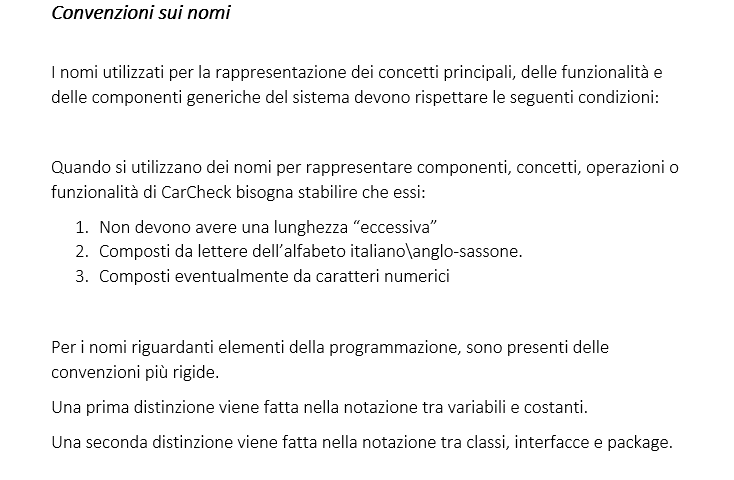 Convenzioni sui nomi
I nomi utilizzati per la rappresentazione dei concetti principali, delle funzionalità e
delle componenti generiche del sistema devono rispettare le seguenti condizioni:
Quando si utilizzano dei nomi per rappresentare componenti, concetti, operazioni o
funzionalità di CarCheck bisogna stabilire che essi:
1. Non devono avere una lunghezza “eccessiva”
2. Composti da lettere dell’alfabeto italiano\anglo-sassone.
3. Composti eventualmente da caratteri numerici
Per i nomi riguardanti elementi della programmazione, sono presenti delle
convenzioni più rigide.
Una prima distinzione viene fatta nella notazione tra variabili e costanti.
Una seconda distinzione viene fatta nella notazione tra classi, interfacce e package.